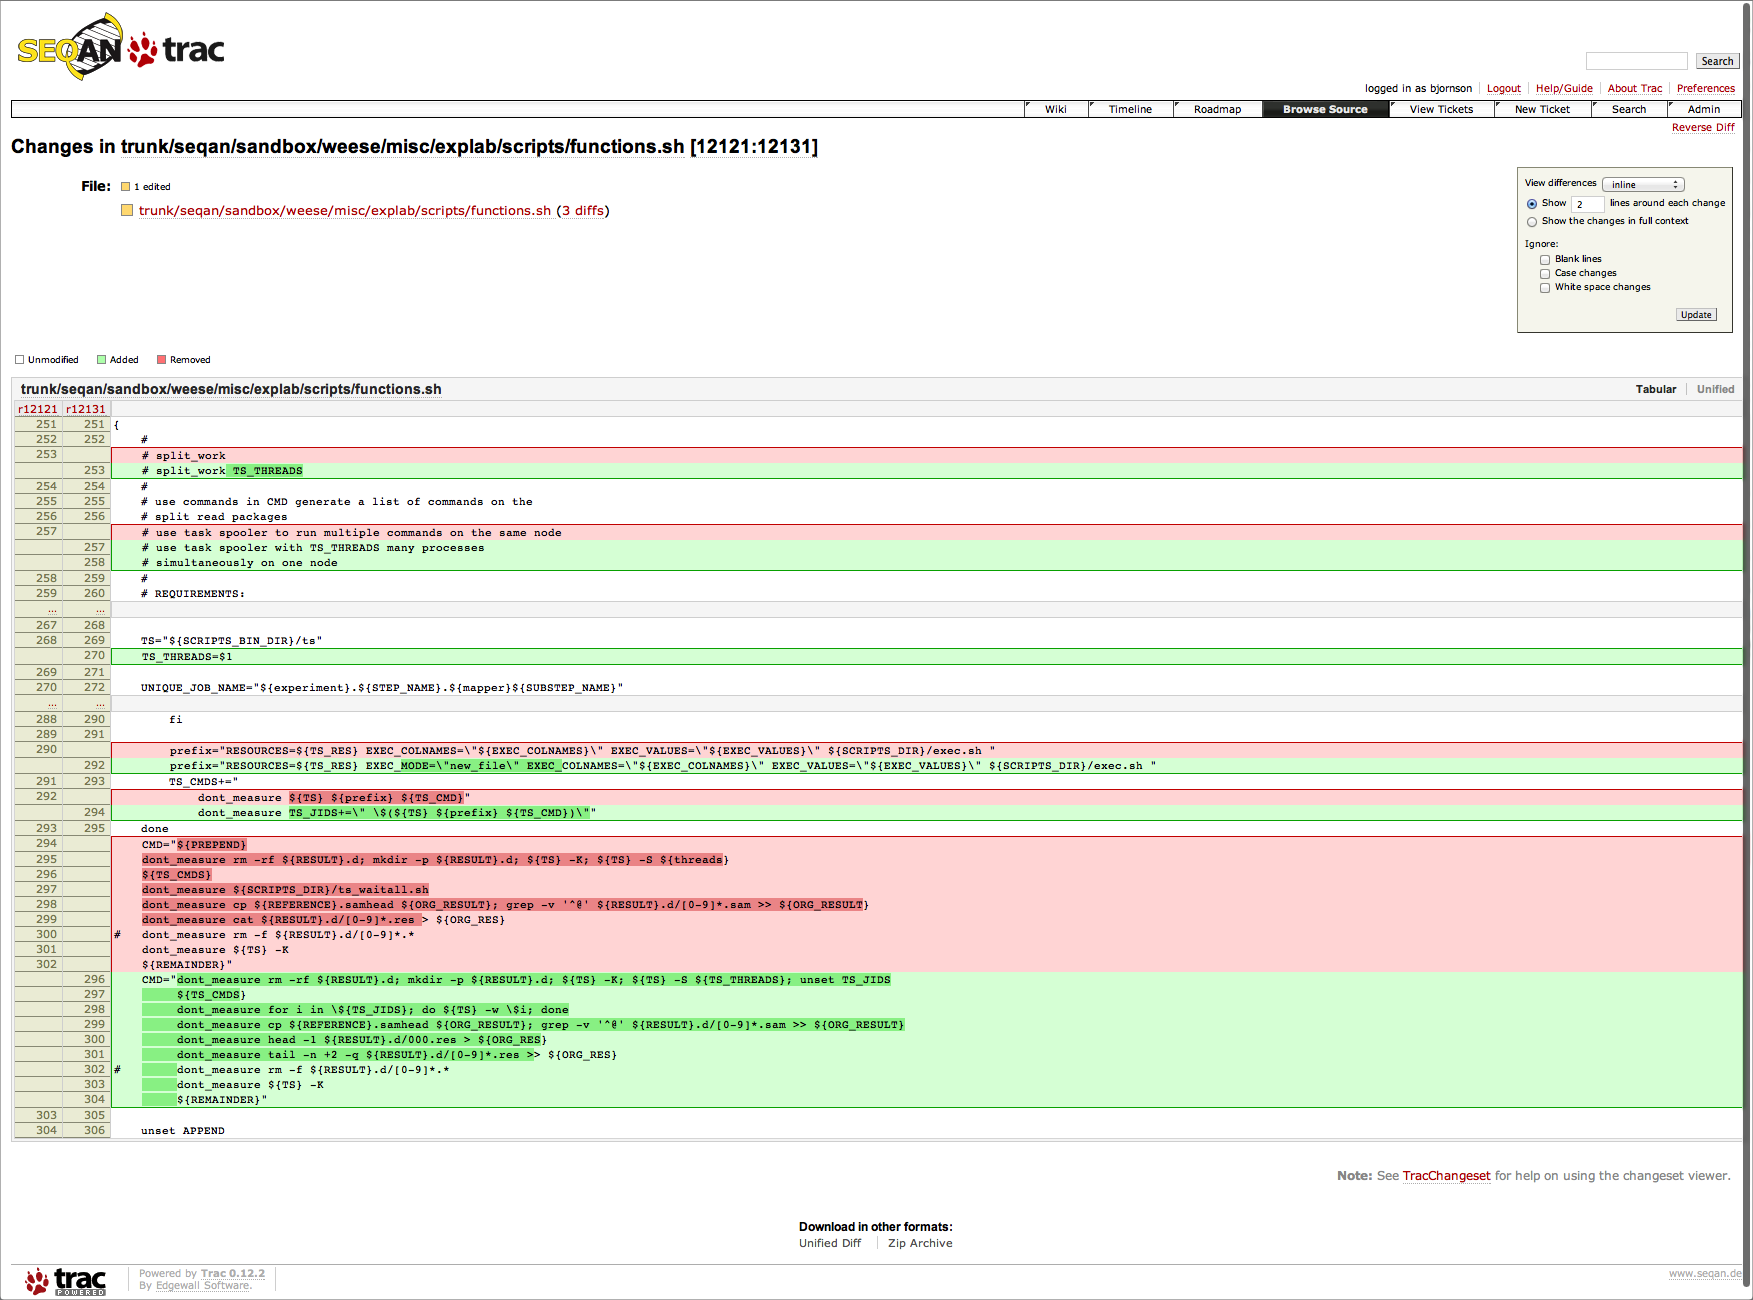 SEQAN trac
Search
logged in as bjornson Logout Help/Guide About Trac Preferences
Wiki Timeline Roadmap Browse Source View Tickets New Ticket Search Admin
Reverse Diff
Changes in trunk/seqan/sandbox/weese/misc/explab/scripts/functions.sh [12121:12131]
File: 1 edited
trunk/seqan/sandbox/weese/misc/explab/scripts/functions.sh (3 diffs)
View differences inline
Show 2 lines around each change
Show the changes in full context
Ignore:
Blank lines
Case changes
White space changes
Update
Unmodified Added Removed
trunk/seqan/sandbox/weese/misc/explab/scripts/functions.sh Tabular Unified
r12121 r12131
251 251 {
252 252 #
253 # split_work
253 # split_work TS_THREADS
254 254 #
255 255 # use commands in CMD generate a list of commands on the
256 256 # split read packages
257 # use task spooler to run multiple commands on the same node
257 # use task spooler with TS_THREADS many processes
258 # simultaneously on one node
258 259 #
259 260 # REQUIREMENTS:
... ...
267 268
268 269 TS="${SCRIPTS_BIN_DIR}/ts"
270 TS_THREADS=$1
269 271
270 272 UNIQUE_JOB_NAME="${experiment}.${STEP_NAME}.${mapper}${SUBSTEP_NAME}"
... ...
288 290 fi
289 291
290 prefix="RESOURCES=${TS_RES} EXEC_COLNAMES=\"${EXEC_COLNAMES}\" EXEC_VALUES=\"${EXEC_VALUES}\" ${SCRIPTS_DIR}/exec.sh "
292 prefix="RESOURCES=${TS_RES} EXEC_MODE=\"new_file\" EXEC_COLNAMES=\"${EXEC_COLNAMES}\" EXEC_VALUES=\"${EXEC_VALUES}\" ${SCRIPTS_DIR}/exec.sh "
291 293 TS_CMDS+="
292 dont_measure ${TS} ${prefix} ${TS_CMD}"
294 dont_measure TS_JIDS+=\" \$(${TS} ${prefix} ${TS_CMD})\""
293 295 done
294 CMD="${PREPEND}
295 dont_measure rm -rf ${RESULT}.d; mkdir -p ${RESULT}.d; ${TS} -K; ${TS} -S ${threads}
296 ${TS_CMDS}
297 dont_measure ${SCRIPTS_DIR}/ts_waitall.sh
298 dont_measure cp ${REFERENCE}.samhead ${ORG_RESULT}; grep -v '^@' ${RESULT}.d/[0-9]*.sam >> ${ORG_RESULT}
299 dont_measure cat ${RESULT}.d/[0-9]*.res > ${ORG_RES}
300 # dont_measure rm -f ${RESULT}.d/[0-9]*.*
301 dont_measure ${TS} -K
302 ${REMAINDER}"
296 CMD="dont_measure rm -rf ${RESULT}.d; mkdir -p ${RESULT}.d; ${TS} -K; ${TS} -S ${TS_THREADS}; unset TS_JIDS
297 ${TS_CMDS}
298 dont_measure for i in \${TS_JIDS}; do ${TS} -w \$i; done
299 dont_measure cp ${REFERENCE}.samhead ${ORG_RESULT}; grep -v '^@' ${RESULT}.d/[0-9]*.sam >> ${ORG_RESULT}
300 dont_measure head -1 ${RESULT}.d/000.res > ${ORG_RES}
301 dont_measure tail -n +2 -q ${RESULT}.d/[0-9]*.res >> ${ORG_RES}
302 # dont_measure rm -f ${RESULT}.d/[0-9]*.*
303 dont_measure ${TS} -K
304 ${REMAINDER}"
303 305
304 306 unset APPEND
Note: See TracChangeset for help on using the changeset viewer.
Download in other formats:
Unified Diff Zip Archive
trac POWERED
Powered by Trac 0.12.2
By Edgewall Software.
www.seqan.de